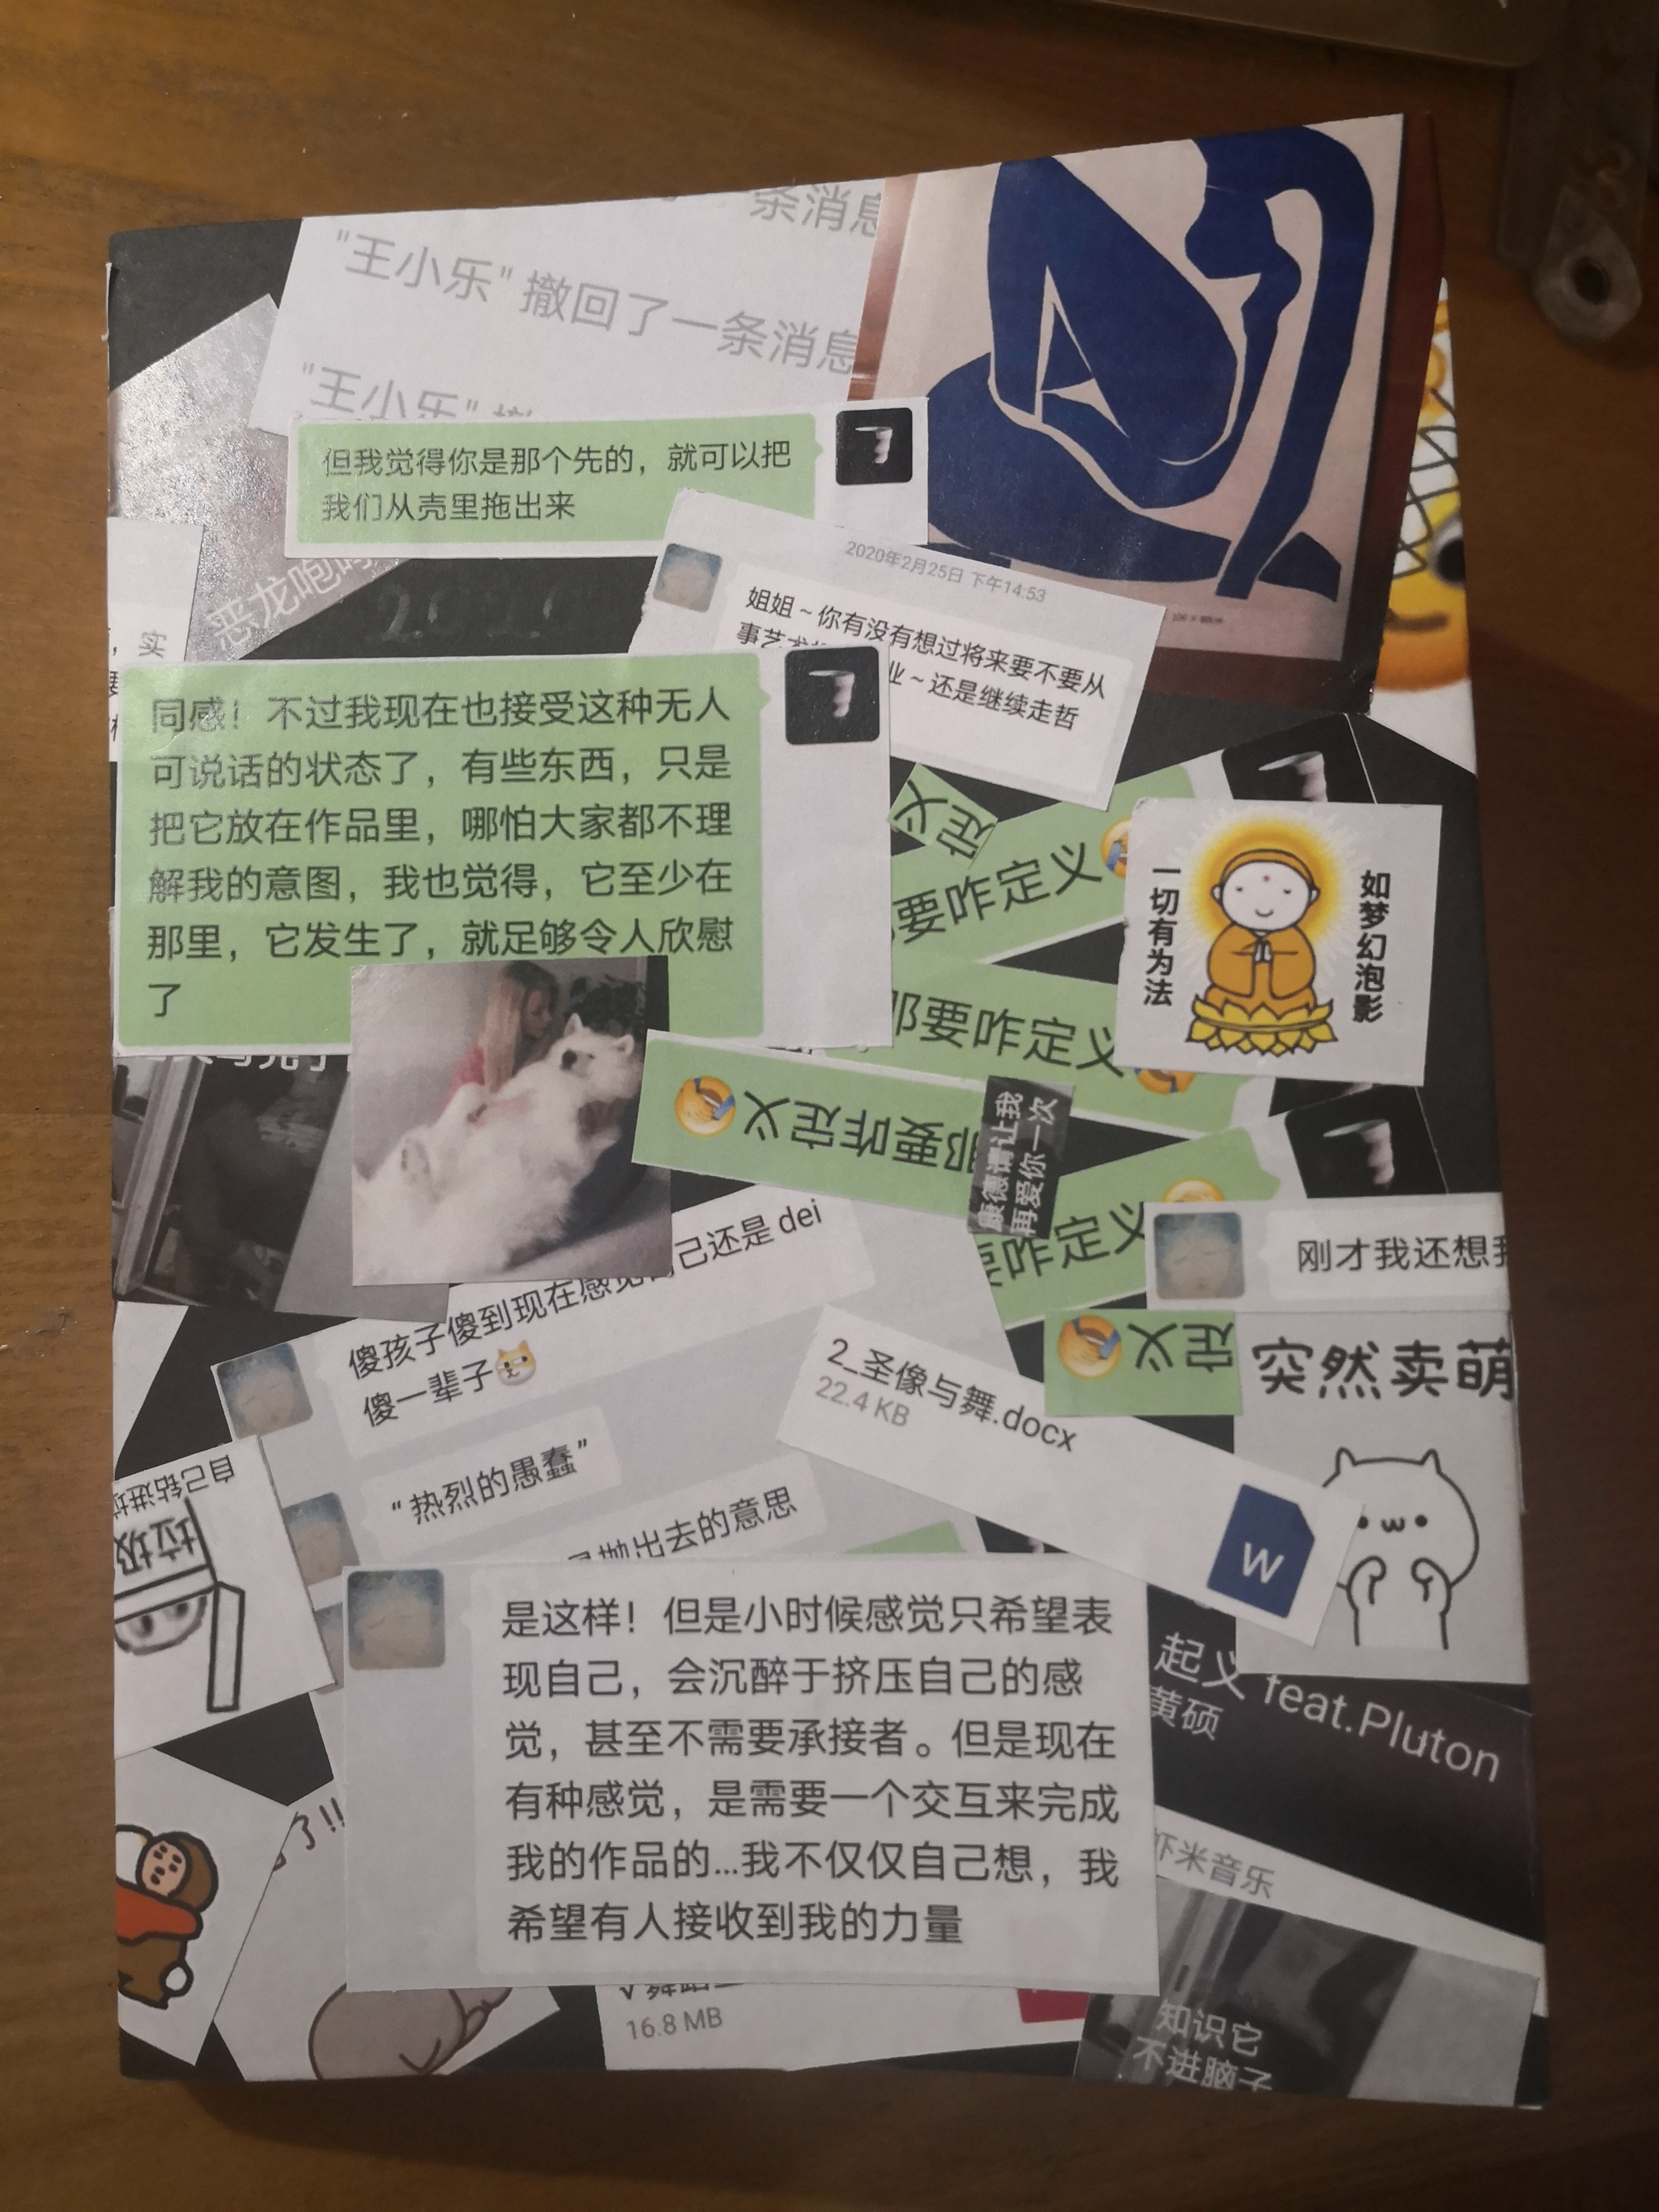 条消息
"王小乐" 撤回了一条消息
"王小乐"
但我觉得你是那个先的，就可以把
我们从壳里拖出来
恶龙咆哮
2020年2月25日 下午14:53
姐姐～你有没有想过将来要不要从
事艺术
业～还是继续走哲
，实
同感！不过我现在也接受这种无人
可说话的状态了，有些东西，只是
把它放在作品里，哪怕大家都不理
解我的意图，我也觉得，它至少在
那里，它发生了，就足够令人欣慰
了
定义
要咋定义
一切有为法
如梦幻泡影
那要咋定义
那要咋定义
康德请让我
再爱你一次
要咋定义
刚才我还想我
定义
突然卖萌
傻孩子傻到现在感觉自己还是 dei
傻一辈子
“热烈的愚蠢”
抛出去的意思
2_圣像与舞.docx
22.4 KB
W
自己钻进垃
垃圾
是这样！但是小时候感觉只希望表
现自己，会沉醉于挤压自己的感
觉，甚至不需要承接者。但是现在
有种感觉，是需要一个交互来完成
我的作品的...我不仅仅自己想，我
希望有人接收到我的力量
起义 feat.Pluton
黄硕
虾米音乐
了!!
16.8 MB
知识它
不进脑子